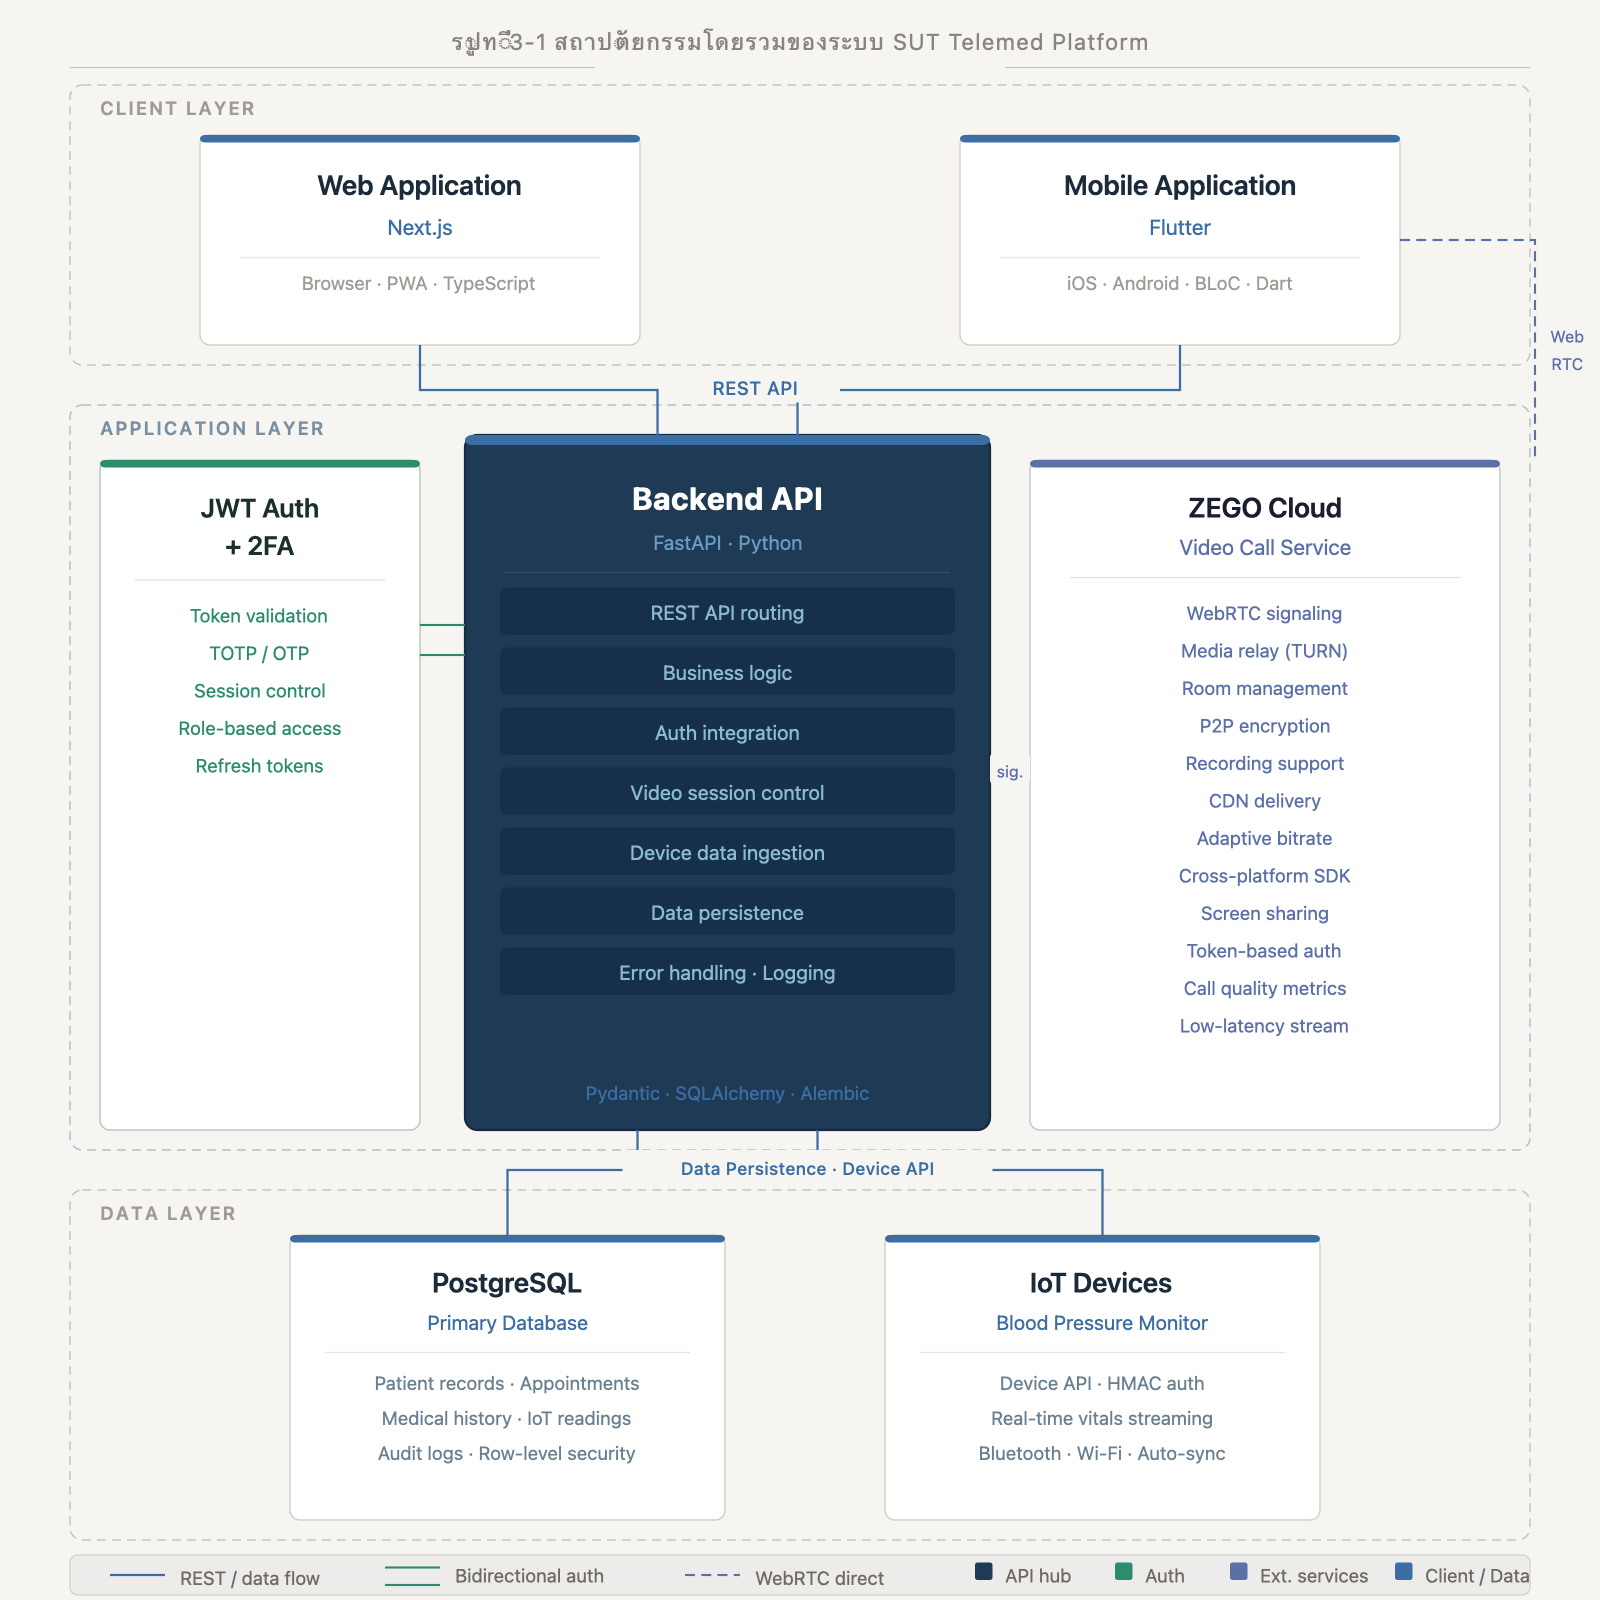 รูปที่ 3-1 สถาปัตยกรรมโดยรวมของระบบ SUT Telemed Platform
CLIENT LAYER
Web Application
Next.js
Browser · PWA · TypeScript
Mobile Application
Flutter
iOS · Android · BLoC · Dart
Web
RTC
REST API
APPLICATION LAYER
JWT Auth
+ 2FA
Token validation
TOTP / OTP
Session control
Role-based access
Refresh tokens
Backend API
FastAPI · Python
REST API routing
Business logic
Auth integration
Video session control
Device data ingestion
Data persistence
Error handling · Logging
Pydantic · SQLAlchemy · Alembic
sig.
ZEGO Cloud
Video Call Service
WebRTC signaling
Media relay (TURN)
Room management
P2P encryption
Recording support
CDN delivery
Adaptive bitrate
Cross-platform SDK
Screen sharing
Token-based auth
Call quality metrics
Low-latency stream
Data Persistence · Device API
DATA LAYER
PostgreSQL
Primary Database
Patient records · Appointments
Medical history · IoT readings
Audit logs · Row-level security
IoT Devices
Blood Pressure Monitor
Device API · HMAC auth
Real-time vitals streaming
Bluetooth · Wi-Fi · Auto-sync
REST / data flow
Bidirectional auth
WebRTC direct
API hub
Auth
Ext. services
Client / Data